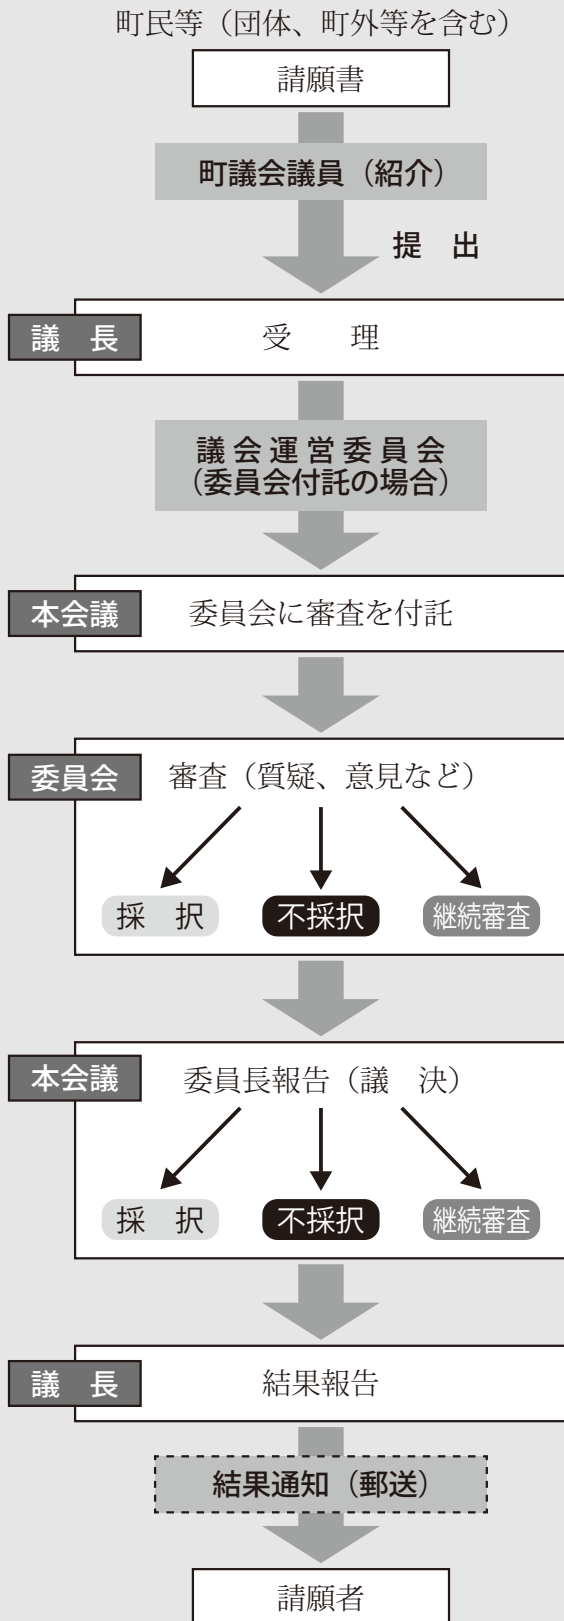 町民等（団体、町外等を含む）
請願書
町議会議員（紹介）
提　出
議　長
受　　理
議会運営委員会
（委員会付託の場合）
本会議
委員会に審査を付託
委員会
審査（質疑、意見など）
採　択
不採択
継続審査
本会議
委員長報告（議　決）
採　択
不採択
継続審査
議　長
結果報告
結果通知（郵送）
請願者